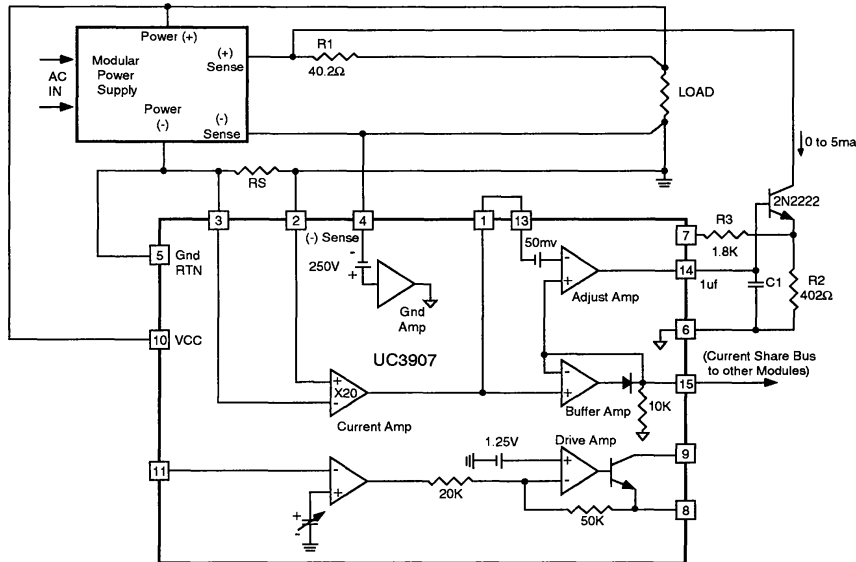 Power (+)
Modular
Power
Supply
(+)
Sense
AC
IN
Power
(-)
(-)
Sense
R1
40.2Ω
LOAD
0 to 5ma
RS
2N2222
3
2
4
1
13
7
R3
1.8K
(-) Sense
5
Gnd
RTN
250V
-
+
Gnd
Amp
50mv
-
+
Adjust Amp
14
1uf
C1
R2
402Ω
6
10
VCC
UC3907
(Current Share Bus
to other Modules)
15
+
X20
-
Current Amp
-
+
Buffer Amp
10K
1.25V
Drive Amp
9
11
-
+
+
-
20K
+
-
50K
8